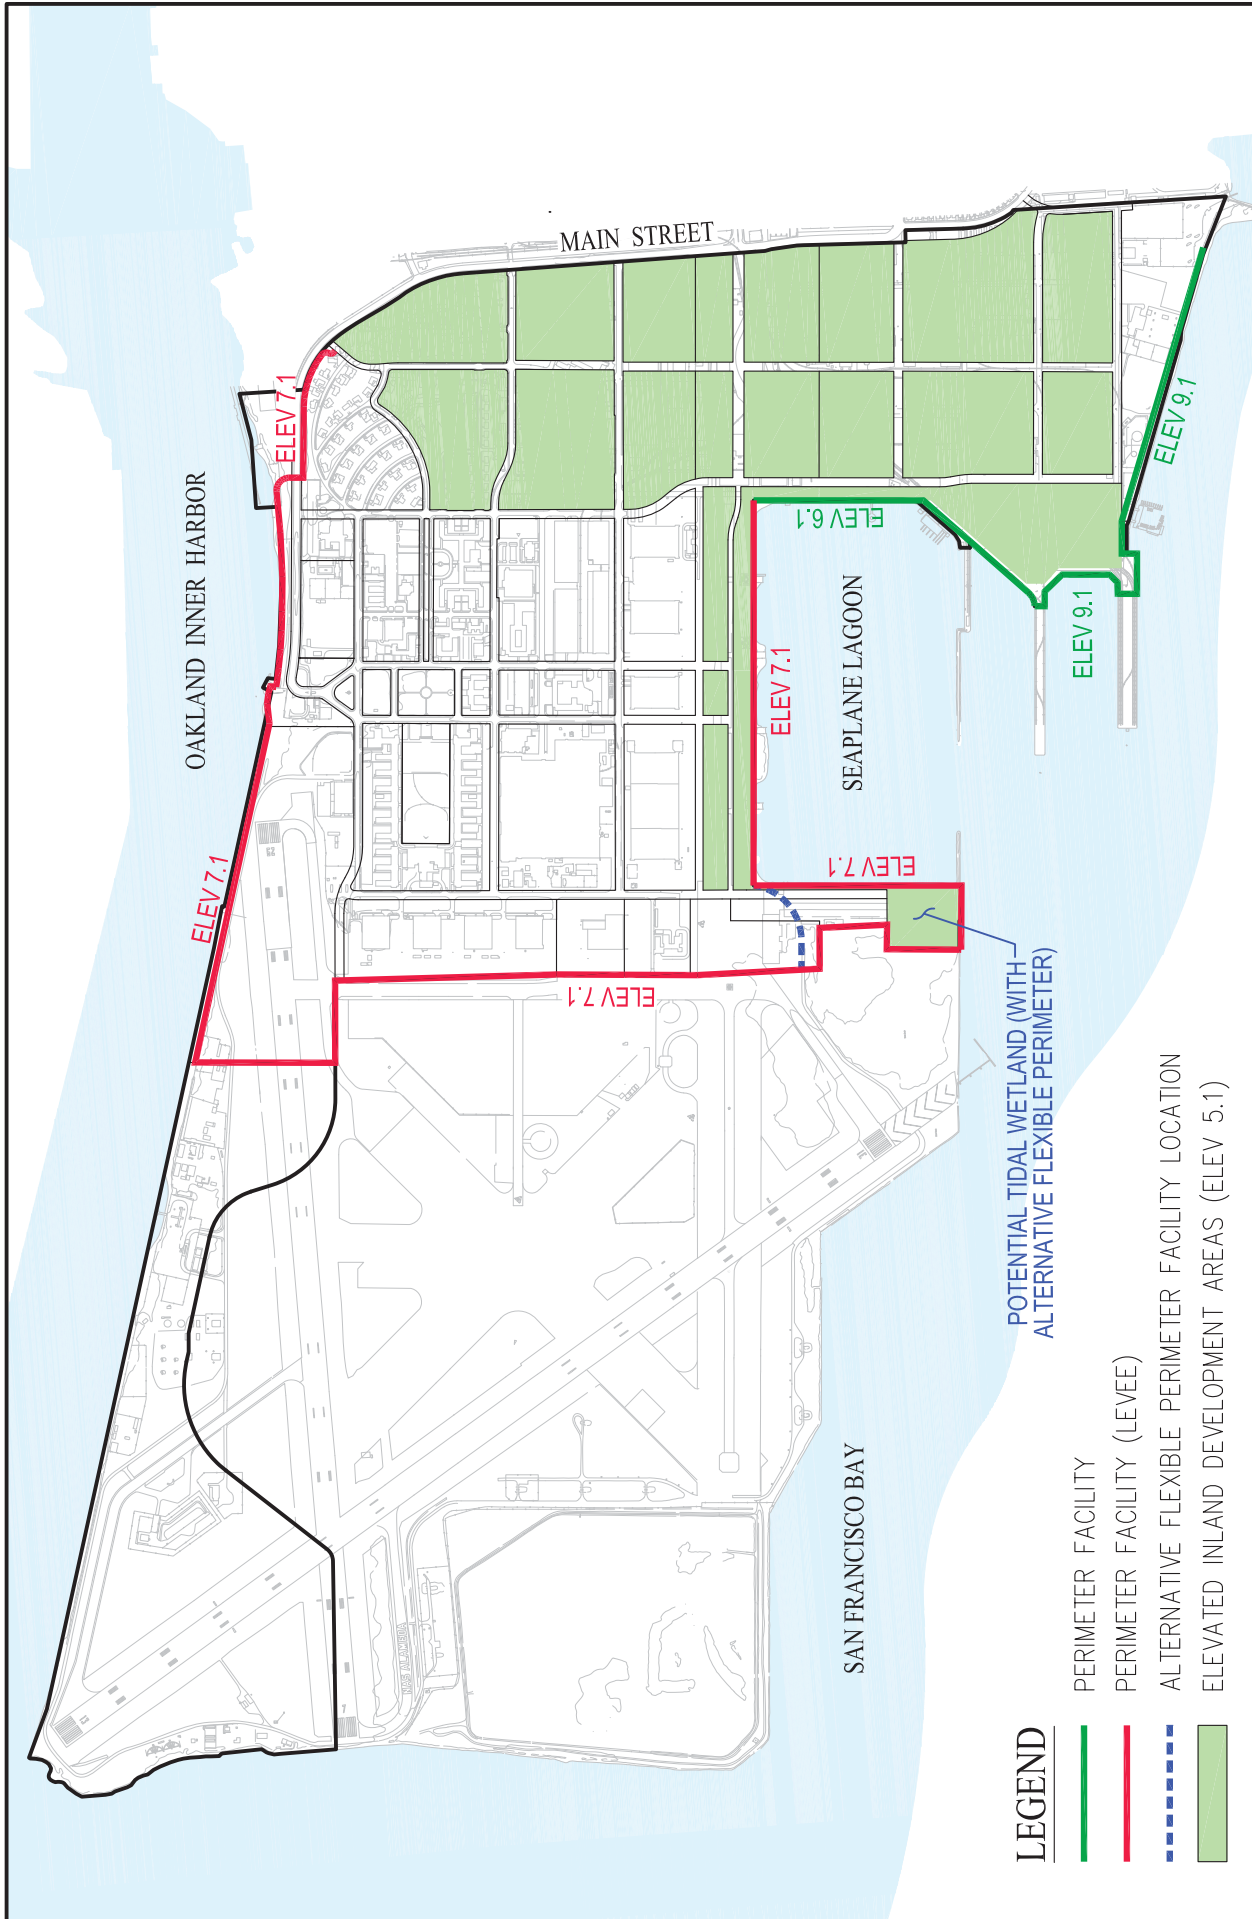 MAIN STREET
OAKLAND INNER HARBOR
ELEV 7.1
ELEV 7.1
ELEV 7.1
ELEV 7.1
ELEV 7.1
ELEV 6.1
ELEV 9.1
ELEV 9.1
SEAPLANE LAGOON
SAN FRANCISCO BAY
NAS ALAMEDA
POTENTIAL TIDAL WETLAND (WITH
ALTERNATIVE FLEXIBLE PERIMETER)
LEGEND
PERIMETER FACILITY
PERIMETER FACILITY (LEVEE)
ALTERNATIVE FLEXIBLE PERIMETER FACILITY LOCATION
ELEVATED INLAND DEVELOPMENT AREAS (ELEV 5.1)